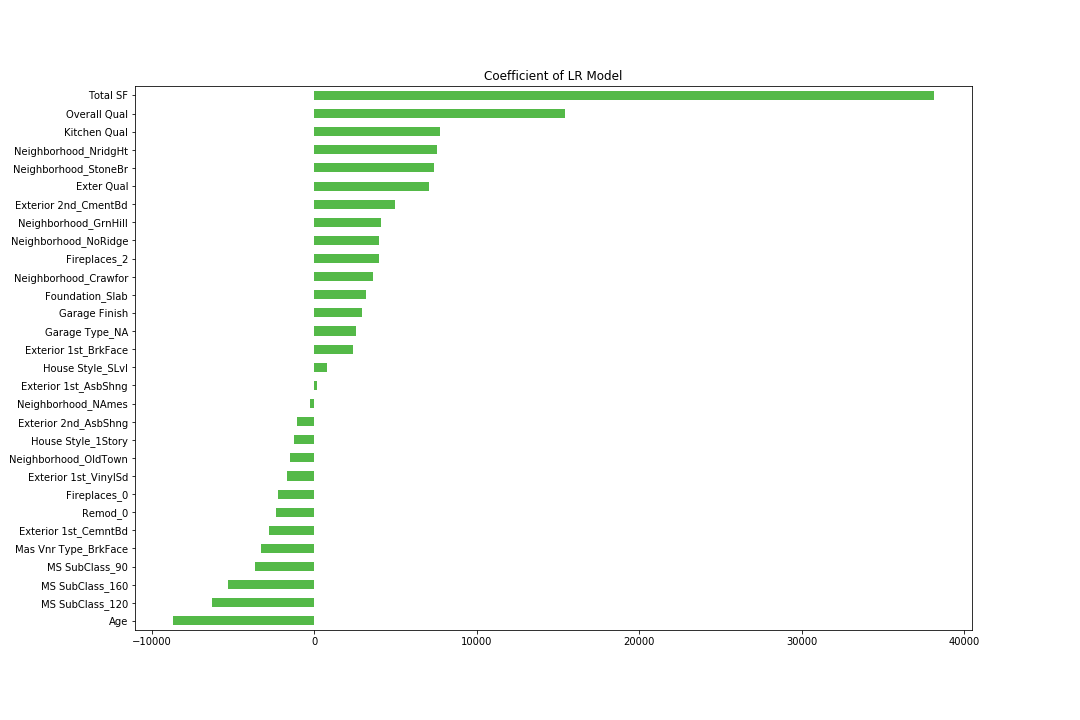 Coefficient of LR Model
Total SF
Overall Qual
Kitchen Qual
Neighborhood_NridgHt
Neighborhood_StoneBr
Exter Qual
Exterior 2nd_CmentBd
Neighborhood_GrnHill
Neighborhood_NoRidge
Fireplaces_2
Neighborhood_Crawfor
Foundation_Slab
Garage Finish
Garage Type_NA
Exterior 1st_BrkFace
House Style_SLvl
Exterior 1st_AsbShng
Neighborhood_NAmes
Exterior 2nd_AsbShng
House Style_1Story
Neighborhood_OldTown
Exterior 1st_VinylSd
Fireplaces_0
Remod_0
Exterior 1st_CemntBd
Mas Vnr Type_BrkFace
MS SubClass_90
MS SubClass_160
MS SubClass_120
Age
−10000 0 10000 20000 30000 40000